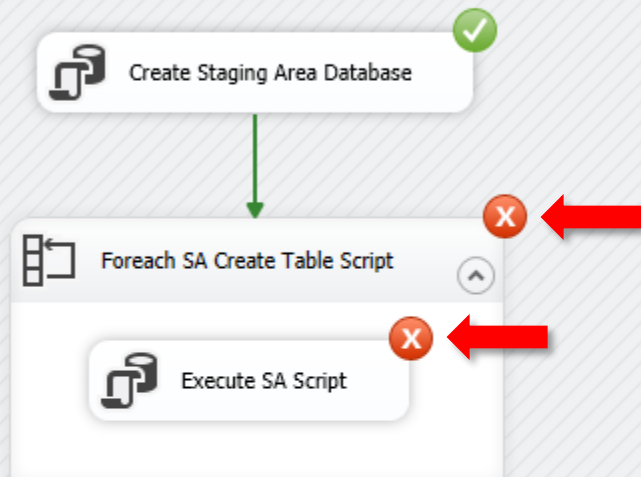 Create Staging Area Database
Foreach SA Create Table Script
Execute SA Script